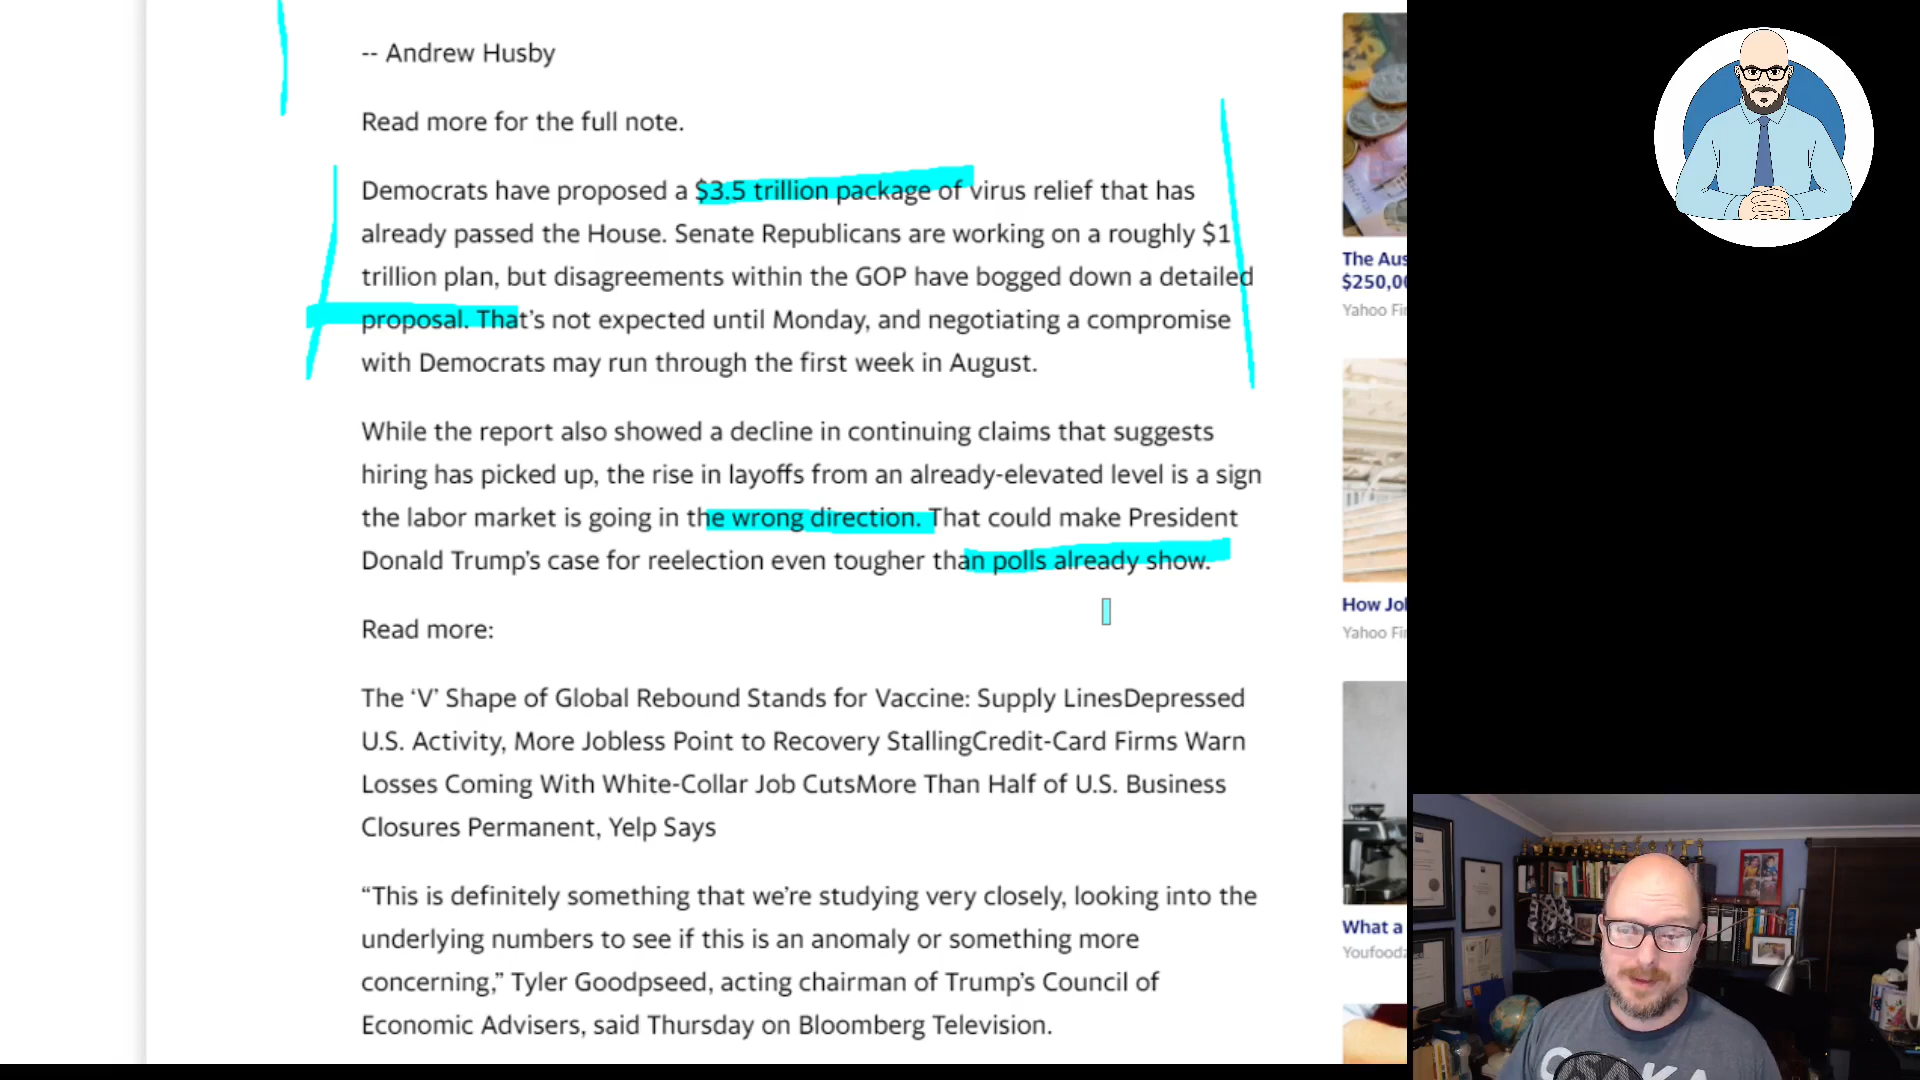 -- Andrew Husby
Read more for the full note.
Democrats have proposed a $3.5 trillion package of virus relief that has
already passed the House. Senate Republicans are working on a roughly $1
trillion plan, but disagreements within the GOP have bogged down a detailed
proposal. That’s not expected until Monday, and negotiating a compromise
with Democrats may run through the first week in August.
While the report also showed a decline in continuing claims that suggests
hiring has picked up, the rise in layoffs from an already-elevated level is a sign
the labor market is going in the wrong direction. That could make President
Donald Trump’s case for reelection even tougher than polls already show.
Read more:
The ‘V’ Shape of Global Rebound Stands for Vaccine: Supply LinesDepressed
U.S. Activity, More Jobless Point to Recovery StallingCredit-Card Firms Warn
Losses Coming With White-Collar Job CutsMore Than Half of U.S. Business
Closures Permanent, Yelp Says
“This is definitely something that we’re studying very closely, looking into the
underlying numbers to see if this is an anomaly or something more
concerning,” Tyler Goodpseed, acting chairman of Trump’s Council of
Economic Advisers, said Thursday on Bloomberg Television.
The Aus
$250,00
Yahoo Fin
How Jol
Yahoo Fin
What a
Youfoodz